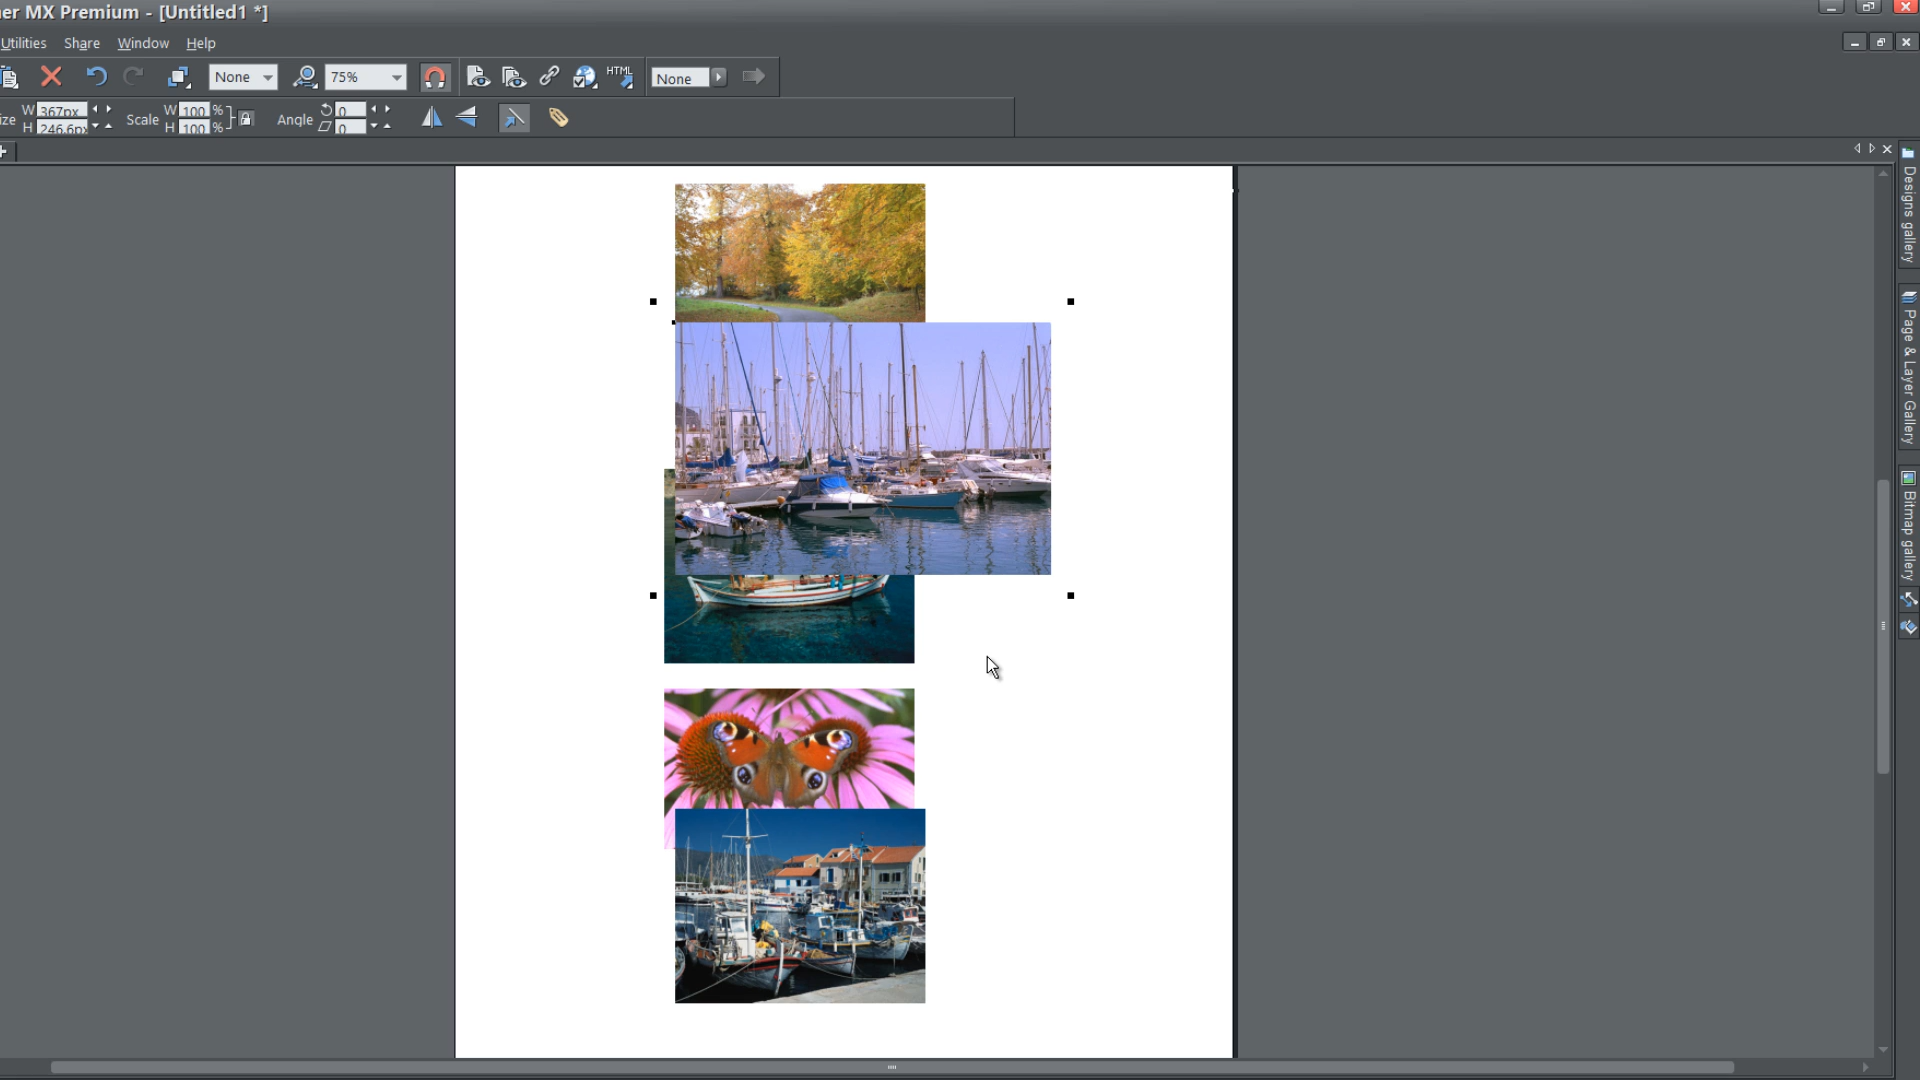 er MX Premium - [Untitled1 *]
Utilities Share Window Help
None 75% HTML None
ize W 367px H 246.6px Scale W 100 % H 100 % Angle 0 0
Designs gallery
Page & Layer Gallery
Bitmap gallery